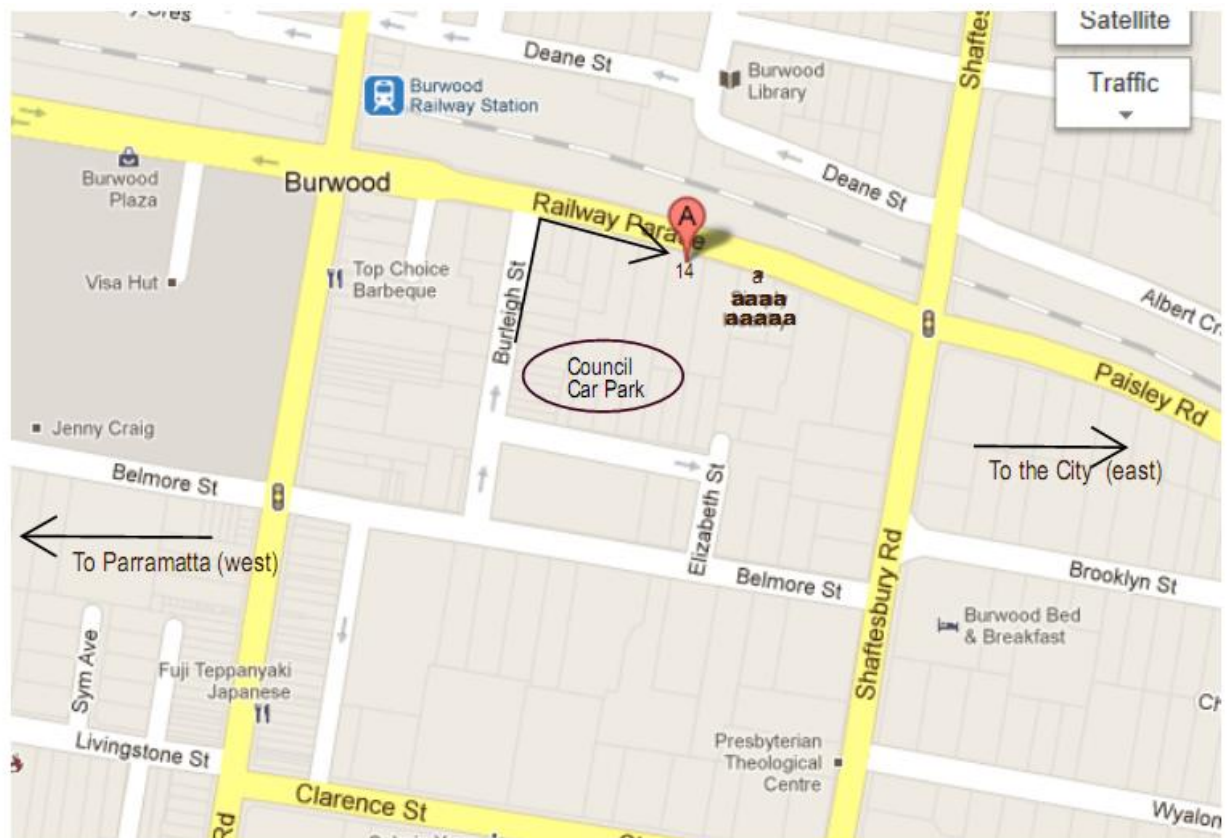 Satellite
Traffic
Deane St
Burwood
Library
Burwood
Railway Station
Burwood
Plaza
Burwood
Railway Parade
Deane St
A
14
a
aaaa
aaaaa
Visa Hut
Top Choice
Barbeque
Burleigh St
Albert Cr
Council
Car Park
Paisley Rd
Jenny Craig
Belmore St
To the City (east)
Elizabeth St
To Parramatta (west)
Belmore St
Brooklyn St
Shaftesbury Rd
Burwood Bed
& Breakfast
Sym Ave
Fuji Teppanyaki
Japanese
Livingstone St
Presbyterian
Theological
Centre
Clarence St
Wyalon
Rd